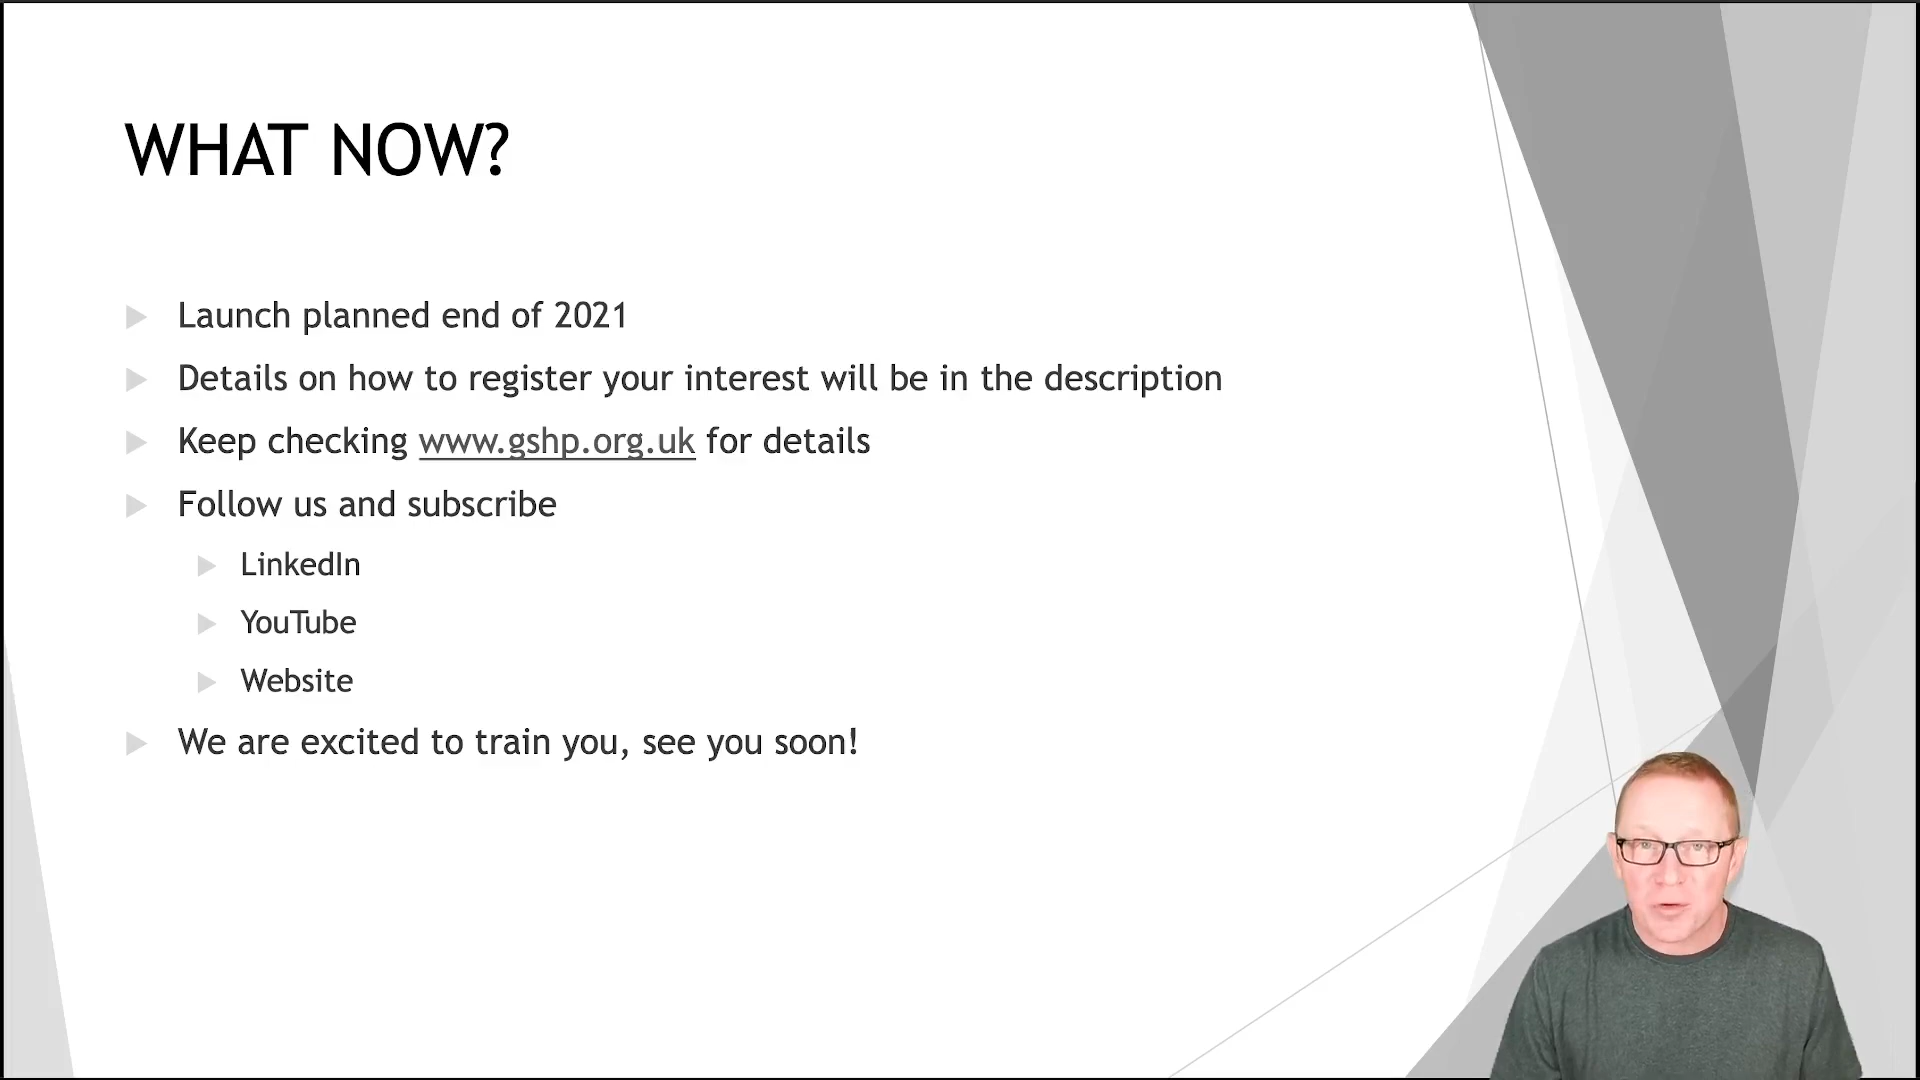 WHAT NOW?
Launch planned end of 2021
Details on how to register your interest will be in the description
Keep checking www.gshp.org.uk for details
Follow us and subscribe
LinkedIn
YouTube
Website
We are excited to train you, see you soon!